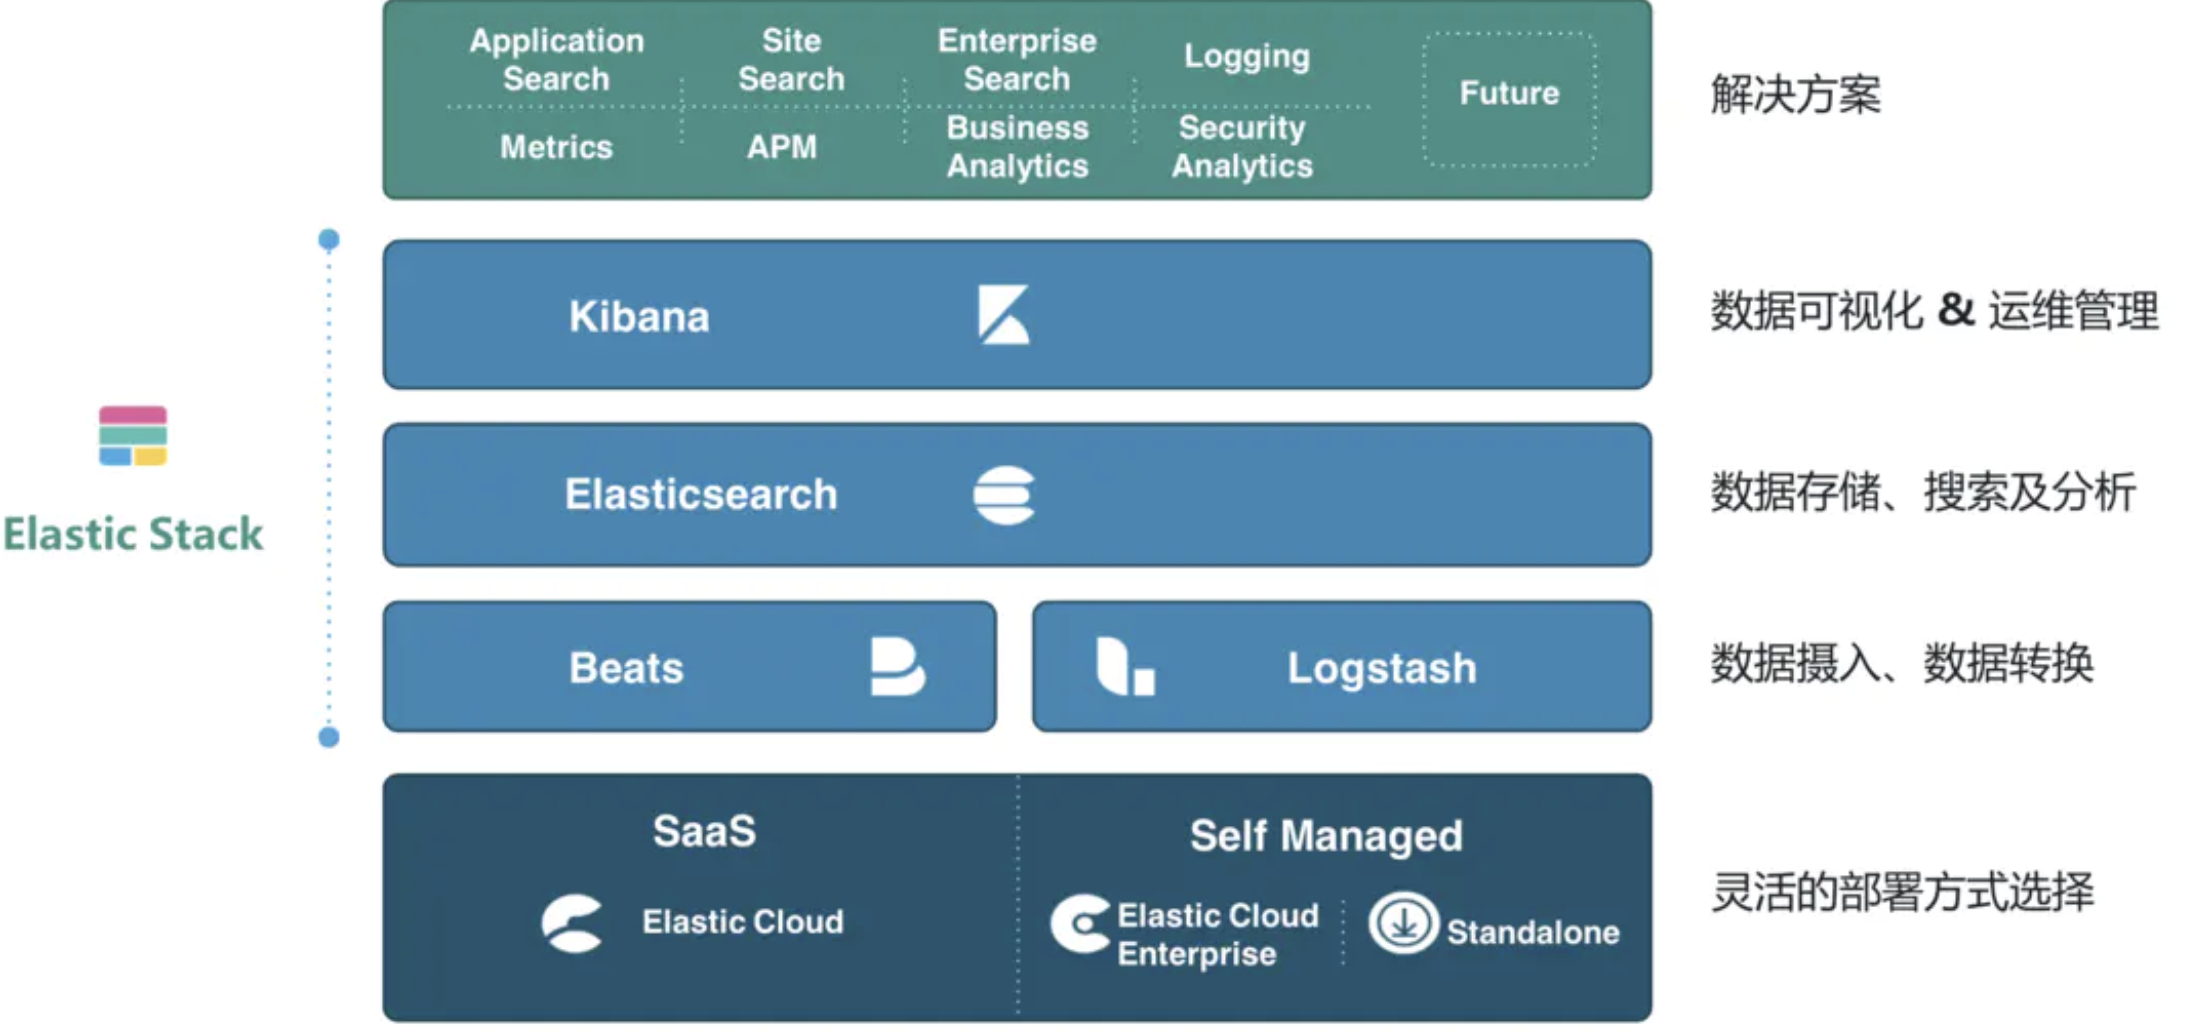 Application
Search
Site
Search
Enterprise
Search
Logging
Metrics
APM
Business
Analytics
Security
Analytics
Future
解决方案
Kibana
数据可视化 & 运维管理
Elastic Stack
Elasticsearch
数据存储、搜索及分析
Beats
Logstash
数据摄入、数据转换
SaaS
Elastic Cloud
Self Managed
Elastic Cloud
Enterprise
Standalone
灵活的部署方式选择